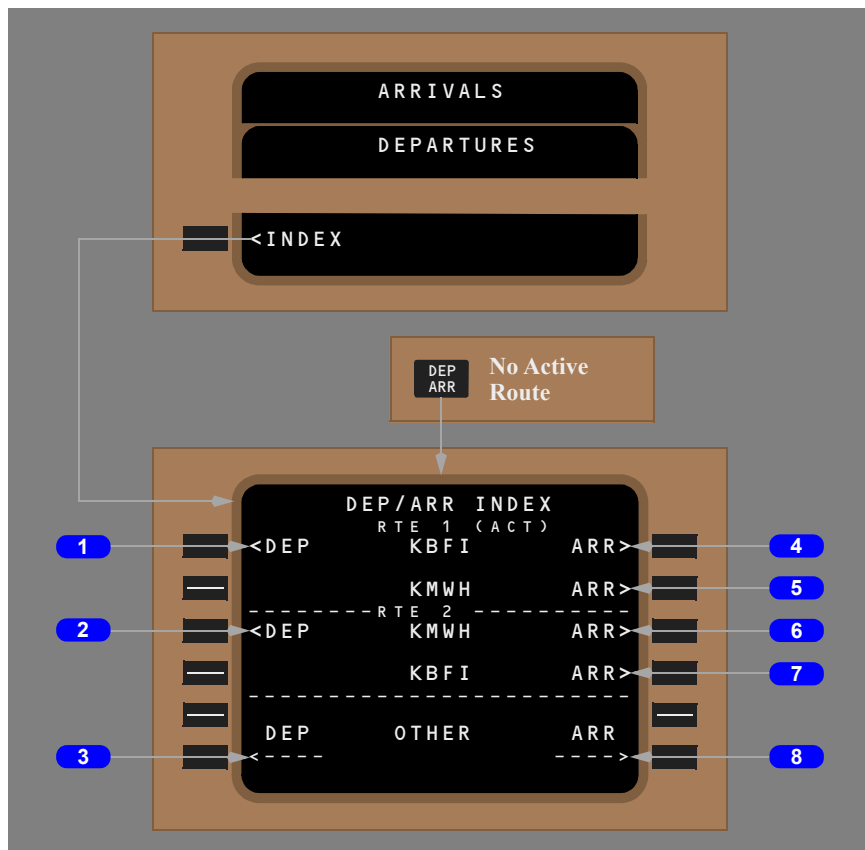 ARRIVALS
DEPARTURES
<INDEX
DEP
ARR
No Active
Route
DEP/ARR INDEX
RTE 1 (ACT)
1 <DEP KBFI ARR> 4
KMWH ARR> 5
--------RTE 2 ----------
2 <DEP KMWH ARR> 6
KBFI ARR> 7
-------------------------
DEP OTHER ARR
3 <---- ----> 8